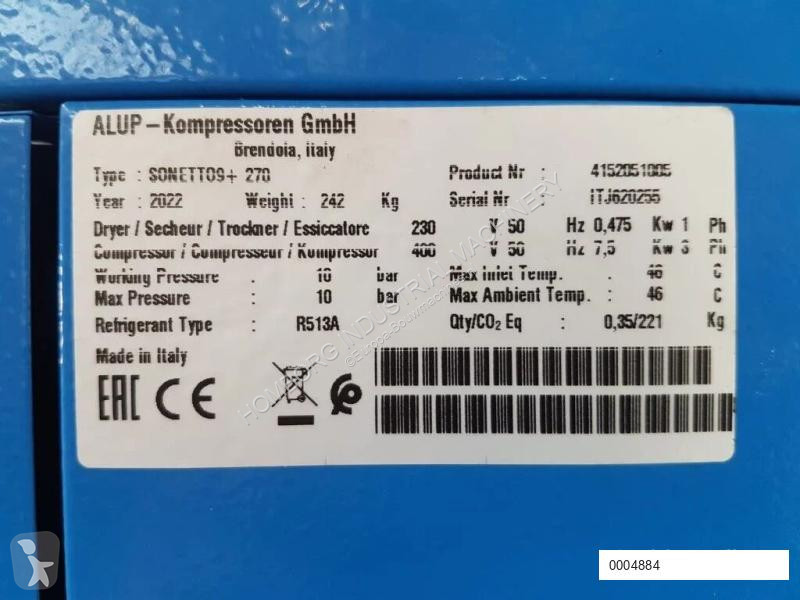 ALUP-Kompressoren GmbH
Brendola, Italy
Type : SONETTO9+ 270 Product Nr : 4152051005
Year : 2022 Weight : 242 Kg Serial Nr : ITJ620255
Dryer / Secheur / Trockner / Essiccatore 230 V 50 Hz 0,475 Kw 1 Ph
Compressor / Compresseur / Kompressor 400 V 50 Hz 7,5 Kw 3 Ph
Working Pressure : 10 bar Max Inlet Temp. : 46 C
Max Pressure : 10 bar Max Ambient Temp. : 46 C
Refrigerant Type : R513A Qty/CO2 Eq : 0,35/221 Kg
Made in Italy
EAC CE
HOMBURG INDUSTRIAL MACHINERY
0004884